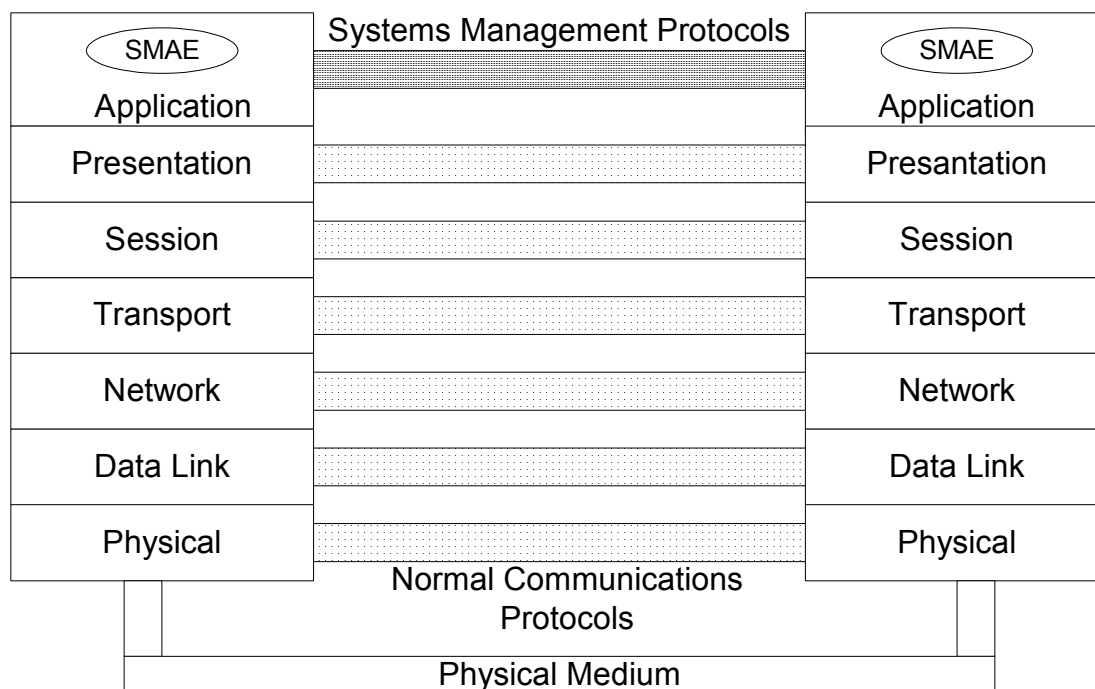 Systems Management Protocols
SMAE
SMAE
Application
Application
Presentation
Presantation
Session
Session
Transport
Transport
Network
Network
Data Link
Data Link
Physical
Physical
Normal Communications
Protocols
Physical Medium